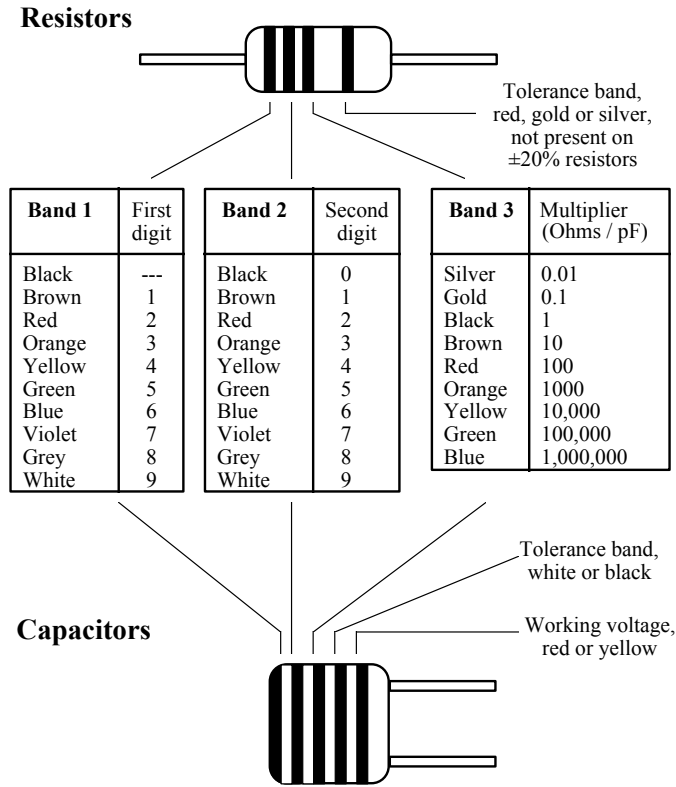 Resistors
Tolerance band,
red, gold or silver,
not present on
±20% resistors
Band 1 First
digit
Black ---
Brown 1
Red 2
Orange 3
Yellow 4
Green 5
Blue 6
Violet 7
Grey 8
White 9
Band 2 Second
digit
Black 0
Brown 1
Red 2
Orange 3
Yellow 4
Green 5
Blue 6
Violet 7
Grey 8
White 9
Band 3 Multiplier
(Ohms / pF)
Silver 0.01
Gold 0.1
Black 1
Brown 10
Red 100
Orange 1000
Yellow 10,000
Green 100,000
Blue 1,000,000
Tolerance band,
white or black
Capacitors
Working voltage,
red or yellow